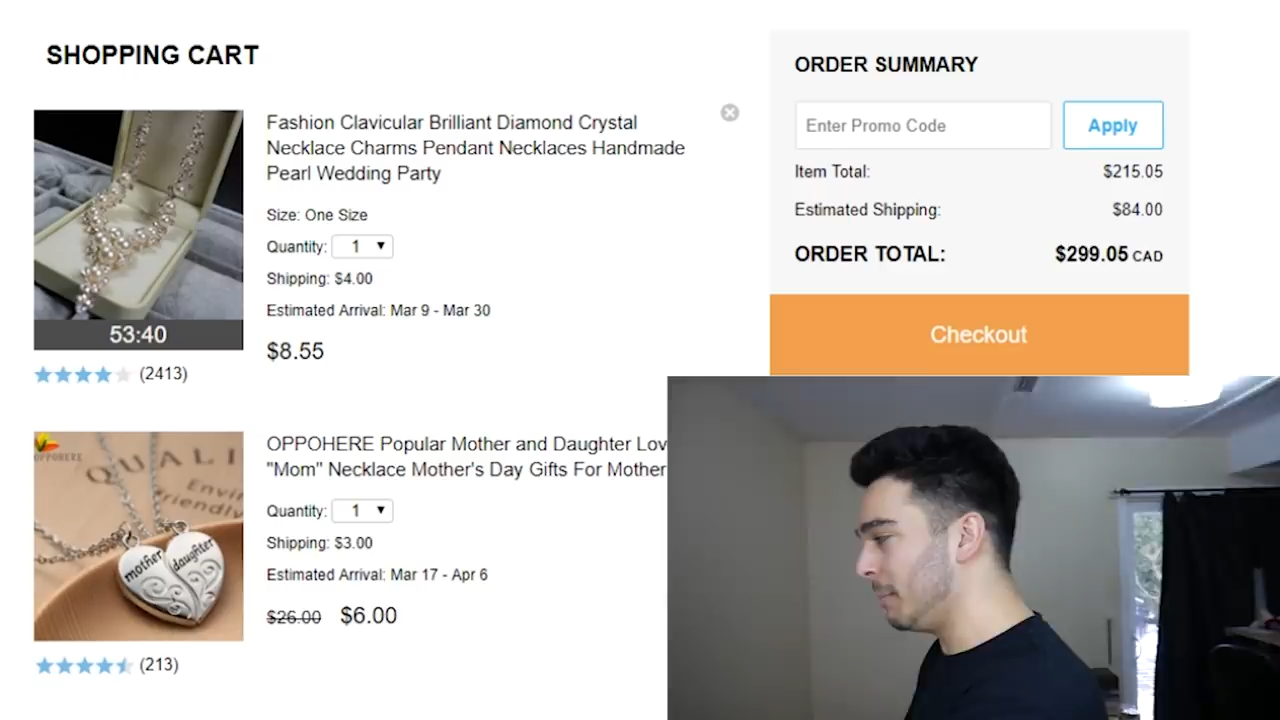 SHOPPING CART
Fashion Clavicular Brilliant Diamond Crystal
Necklace Charms Pendant Necklaces Handmade
Pearl Wedding Party
Size: One Size
Quantity: 1
Shipping: $4.00
Estimated Arrival: Mar 9 - Mar 30
$8.55
53:40
(2413)
OPPOHERE
QUALI
Envir
friendly
mother
daughter
OPPOHERE Popular Mother and Daughter Lov
"Mom" Necklace Mother's Day Gifts For Mother
Quantity: 1
Shipping: $3.00
Estimated Arrival: Mar 17 - Apr 6
$26.00 $6.00
(213)
ORDER SUMMARY
Enter Promo Code
Apply
Item Total: $215.05
Estimated Shipping: $84.00
ORDER TOTAL: $299.05 CAD
Checkout